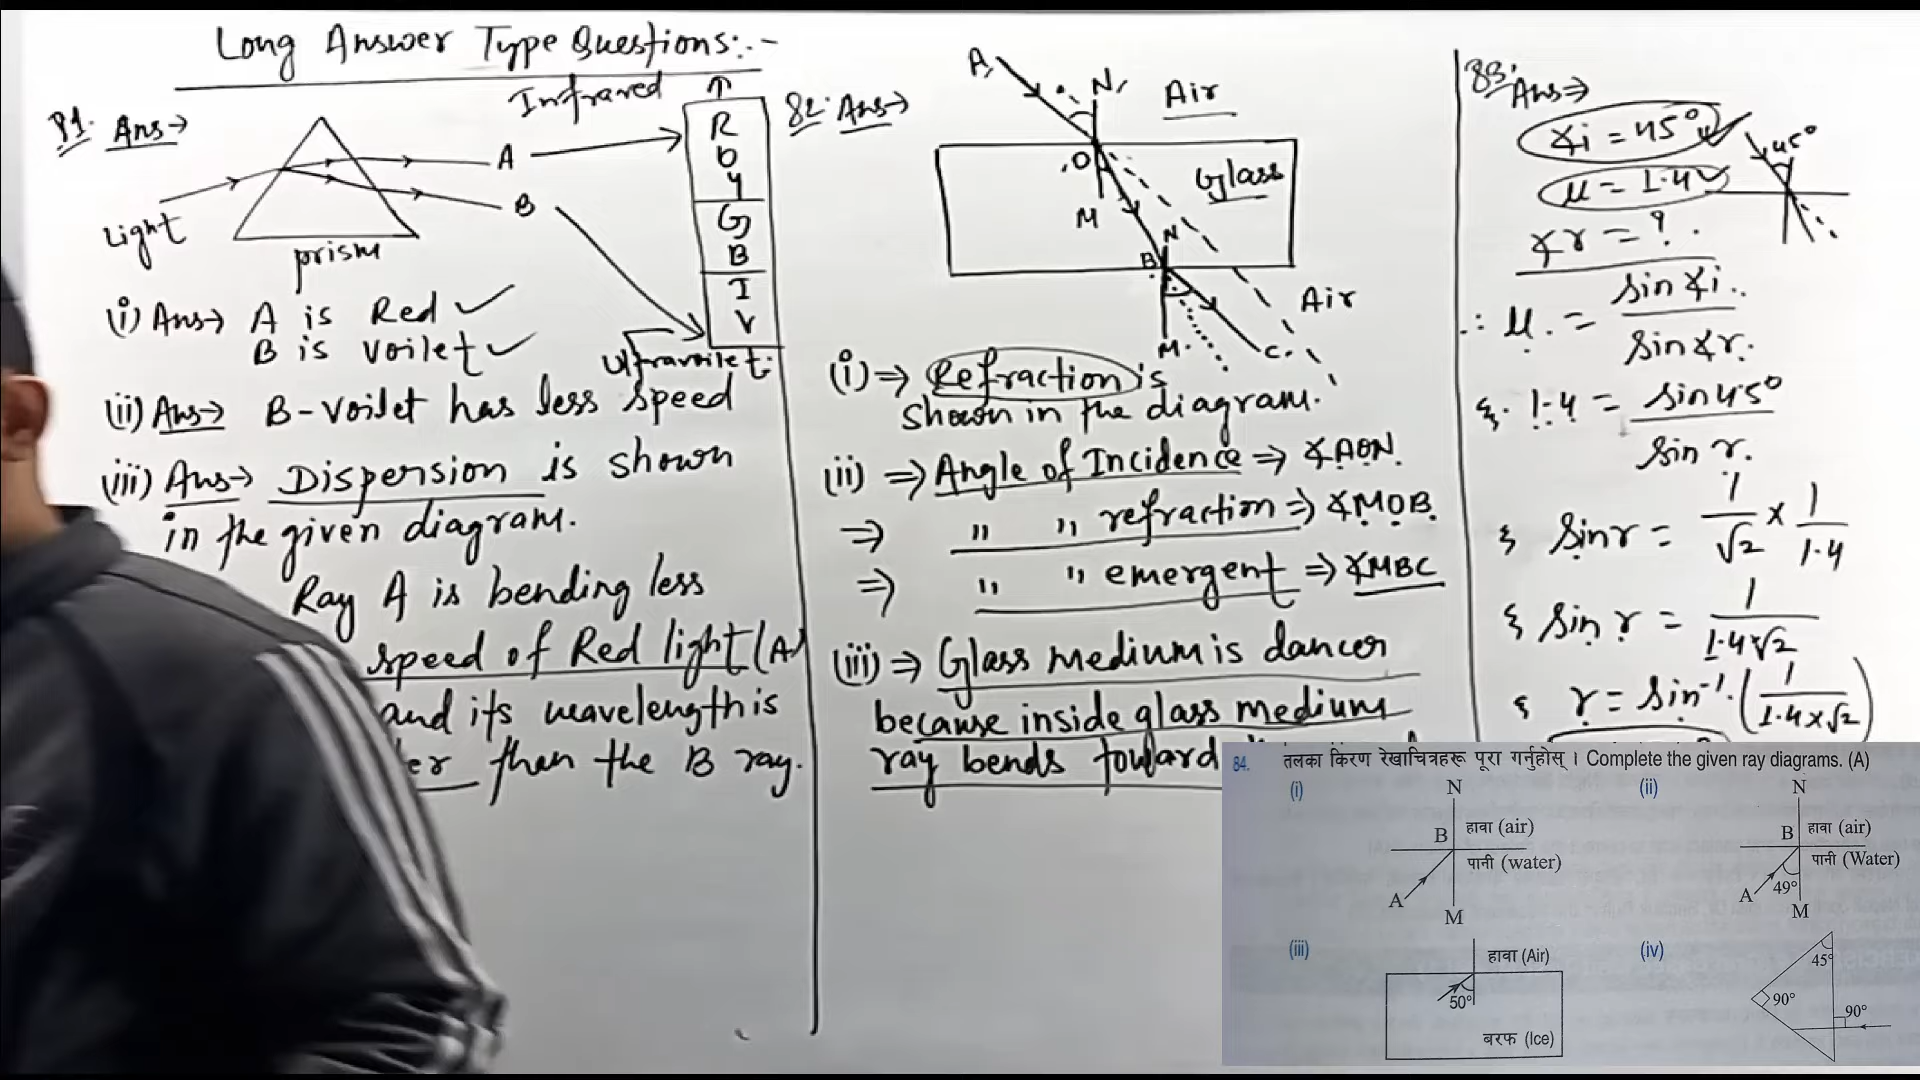 Long Answer Type Questions:-
81. Ans→
Infrared
R
O
Y
G
B
I
V
Ultravoilet.
A
B
Light
prism
(i) Ans→ A is Red ✓
B is Voilet ✓
(ii) Ans→ B-Voilet has less speed
(iii) Ans→ Dispersion is shown
in the given diagram.
Ray A is bending less
speed of Red light (A)
and its wavelength is
er than the B ray.
82. Ans→
A
N
Air
O
Glass
M
N
B
Air
M
C
(i) ⇒ Refraction is
shown in the diagram.
(ii) ⇒ Angle of Incidence ⇒ ∡AON.
⇒ " " refraction ⇒ ∡MOB.
⇒ " " emergent ⇒ ∡MBC
(iii) ⇒ Glass medium is dancer
because inside glass medium
ray bends toward
83. Ans⇒
∡i = 45° ✓
μ = 1.4 ✓
∡r = ?
45°
∴ μ = sin∡i / sin∡r.
1.4 = sin45° / sin r.
sin r = 1/√2 × 1/1.4
sin r = 1/1.4×√2
r = sin⁻¹ (1/1.4×√2)
84. तलका किरण रेखाचित्रहरू पूरा गर्नुहोस् । Complete the given ray diagrams. (A)
(i)
N
B हावा (air)
पानी (water)
A
M
(ii)
N
B हावा (air)
पानी (Water)
A 49°
M
(iii)
हावा (Air)
50°
बरफ (Ice)
(iv)
45°
90°
90°